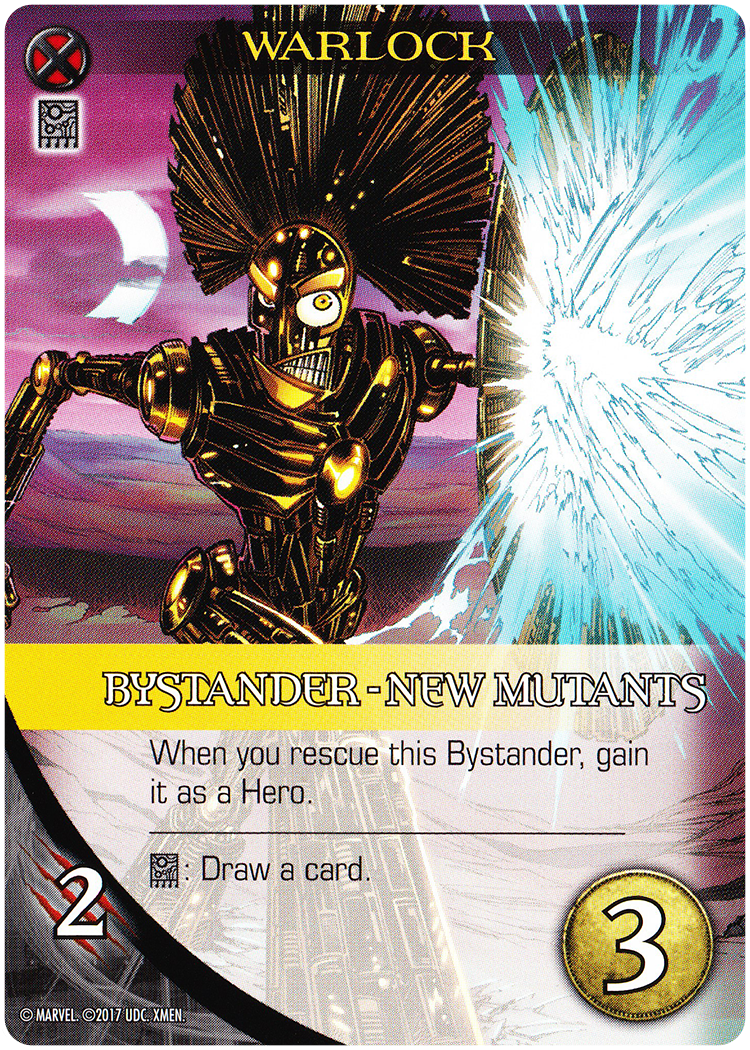 WARLOCK
BYSTANDER - NEW MUTANTS
When you rescue this Bystander, gain
it as a Hero.
: Draw a card.
2
3
© MARVEL. ©2017 UDC. XMEN.